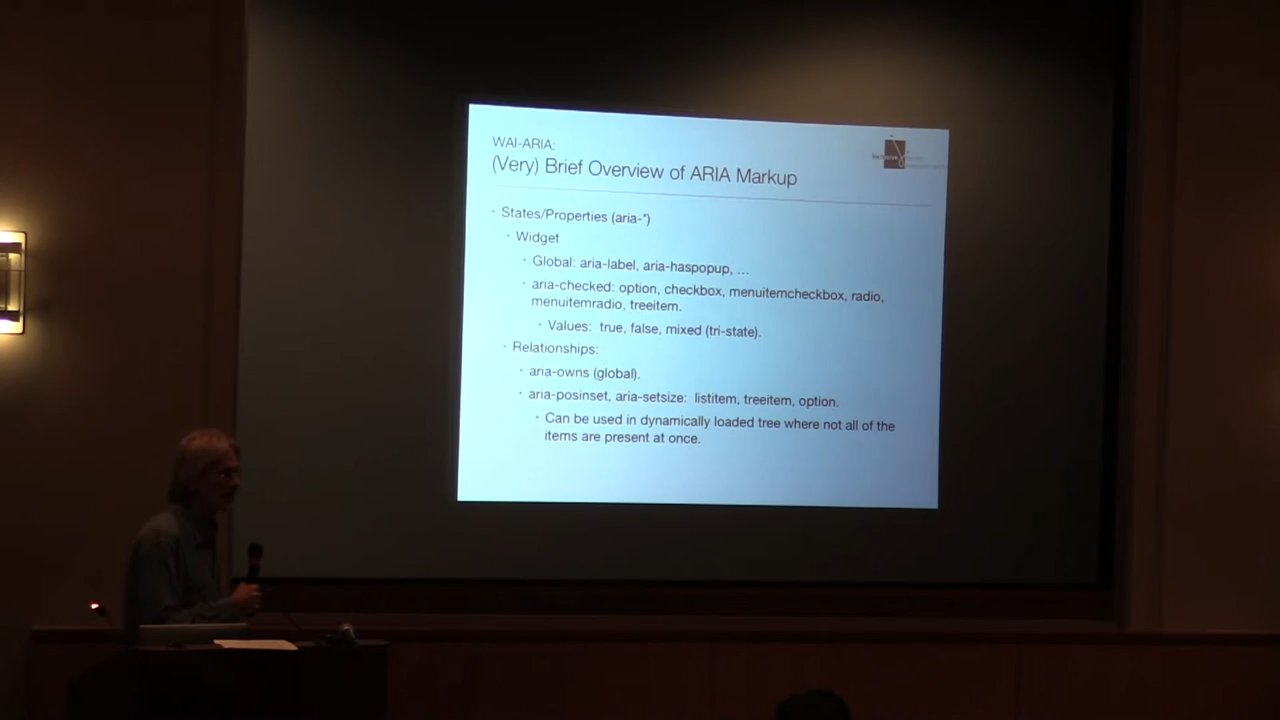 WAI-ARIA:
(Very) Brief Overview of ARIA Markup
· States/Properties (aria-*)
· Widget
· Global: aria-label, aria-haspopup, …
· aria-checked: option, checkbox, menuitemcheckbox, radio,
menuitemradio, treeitem.
· Values: true, false, mixed (tri-state).
· Relationships:
· aria-owns (global).
· aria-posinset, aria-setsize: listitem, treeitem, option.
· Can be used in dynamically loaded tree where not all of the
items are present at once.